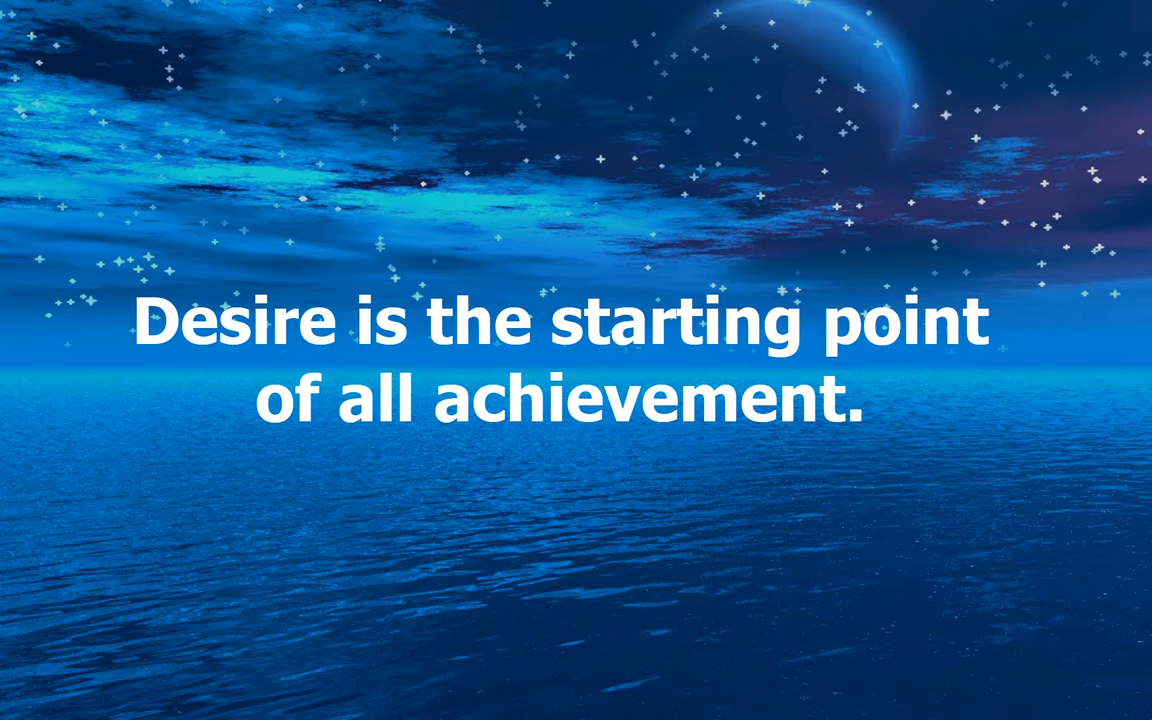 Desire is the starting point
of all achievement.